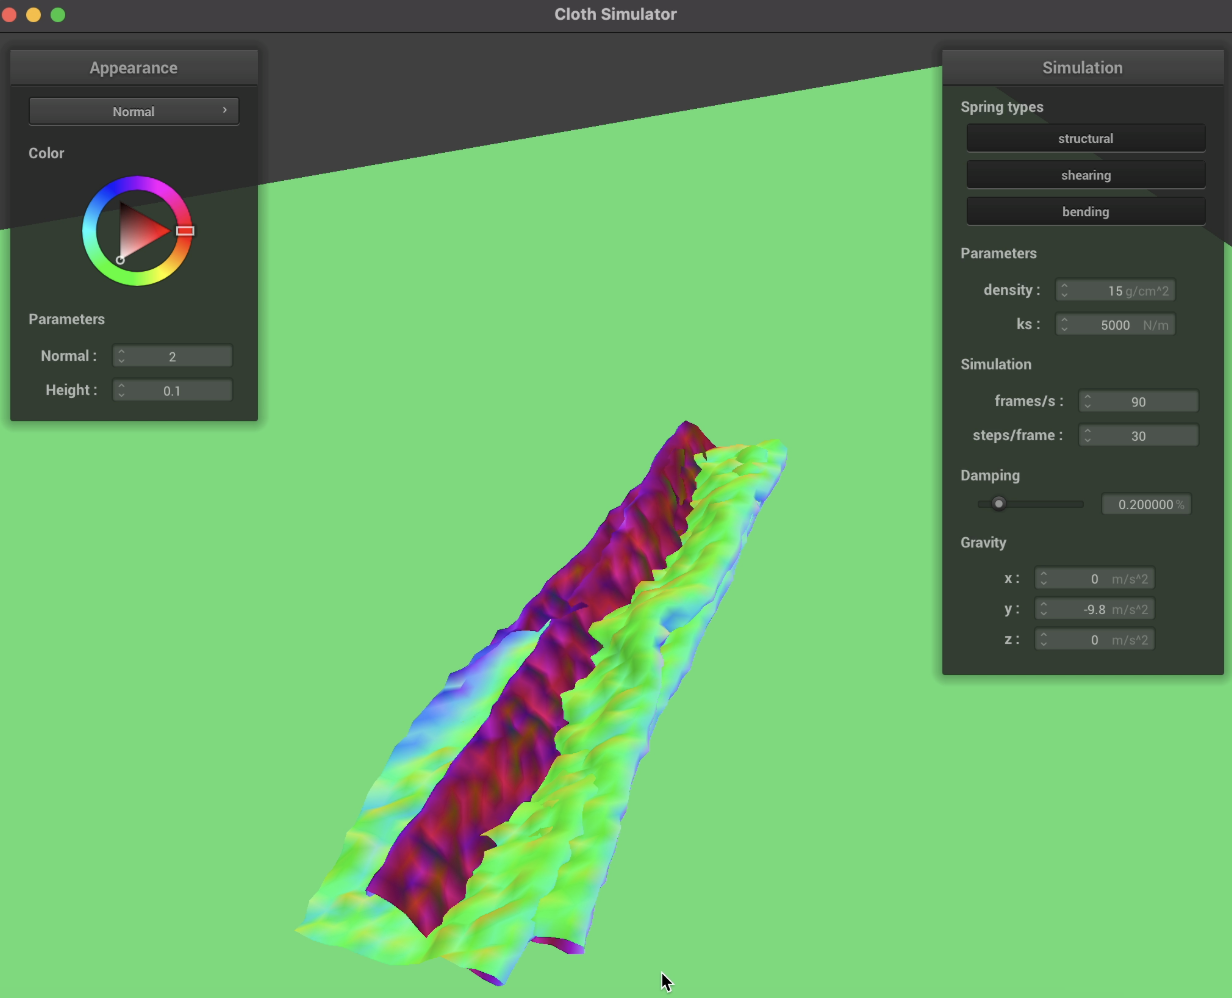 Cloth Simulator
Appearance
Normal
Color
Parameters
Normal : 2
Height : 0.1
Simulation
Spring types
structural
shearing
bending
Parameters
density : 15 g/cm^2
ks : 5000 N/m
Simulation
frames/s : 90
steps/frame : 30
Damping
0.200000 %
Gravity
x : 0 m/s^2
y : -9.8 m/s^2
z : 0 m/s^2